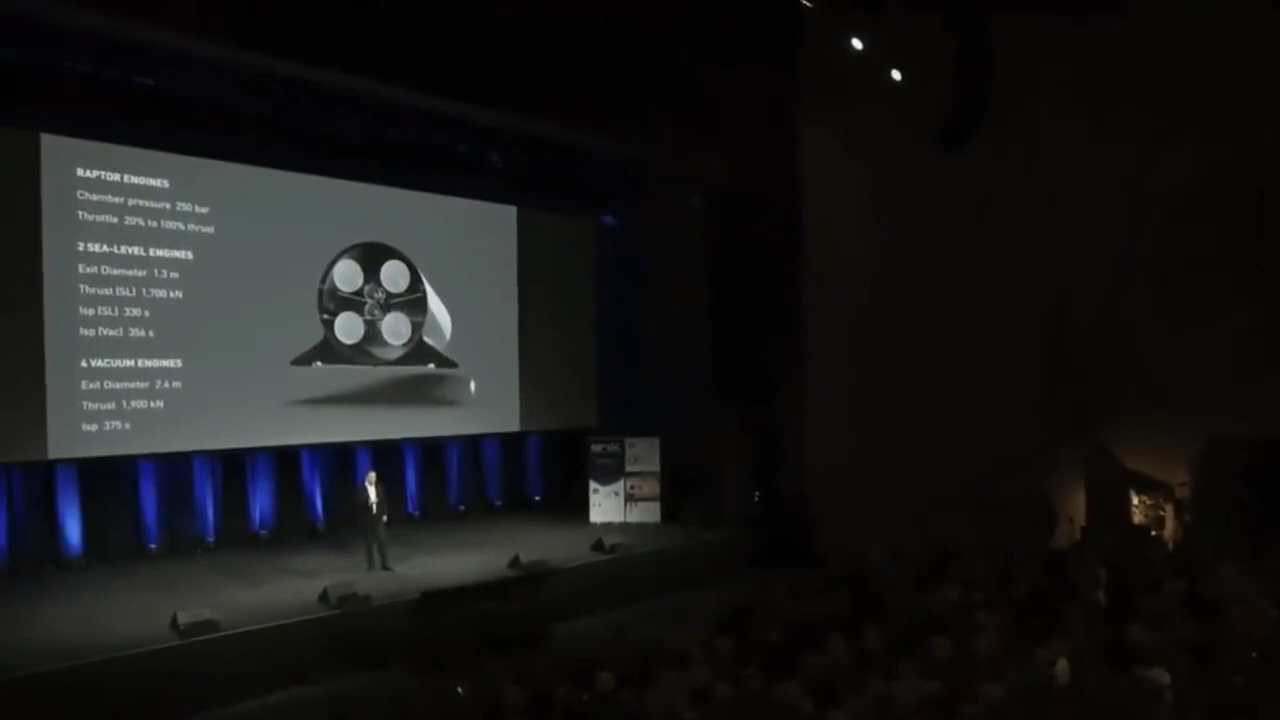 RAPTOR ENGINES
Chamber pressure 250 bar
Throttle 20% to 100% thrust
2 SEA-LEVEL ENGINES
Exit Diameter 1.3 m
Thrust [SL] 1,700 kN
Isp [SL] 330 s
Isp [Vac] 356 s
4 VACUUM ENGINES
Exit Diameter 2.4 m
Thrust 1,900 kN
Isp 375 s